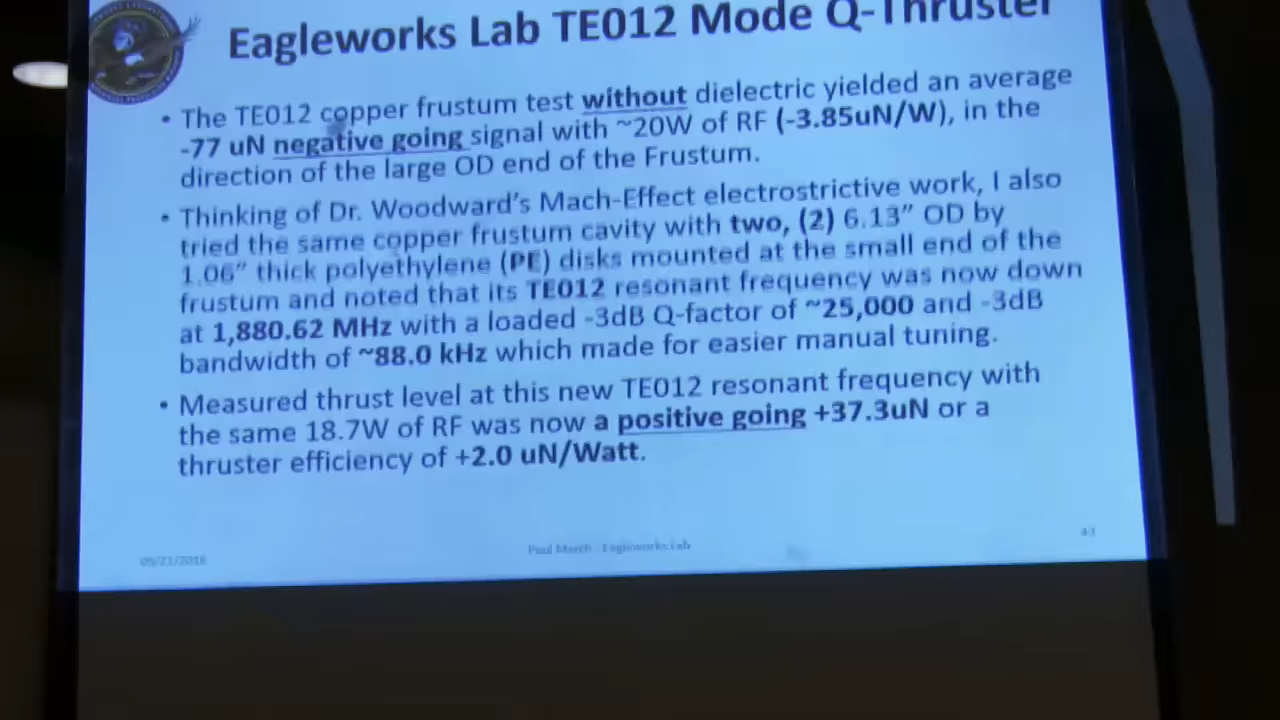 Eagleworks Lab TE012 Mode Q-Thruster
• The TE012 copper frustum test without dielectric yielded an average
-77 uN negative going signal with ~20W of RF (-3.85uN/W), in the
direction of the large OD end of the Frustum.
• Thinking of Dr. Woodward's Mach-Effect electrostrictive work, I also
tried the same copper frustum cavity with two, (2) 6.13” OD by
1.06” thick polyethylene (PE) disks mounted at the small end of the
frustum and noted that its TE012 resonant frequency was now down
at 1,880.62 MHz with a loaded -3dB Q-factor of ~25,000 and -3dB
bandwidth of ~88.0 kHz which made for easier manual tuning.
• Measured thrust level at this new TE012 resonant frequency with
the same 18.7W of RF was now a positive going +37.3uN or a
thruster efficiency of +2.0 uN/Watt.
09/21/2016
Paul March - Eagleworks Lab